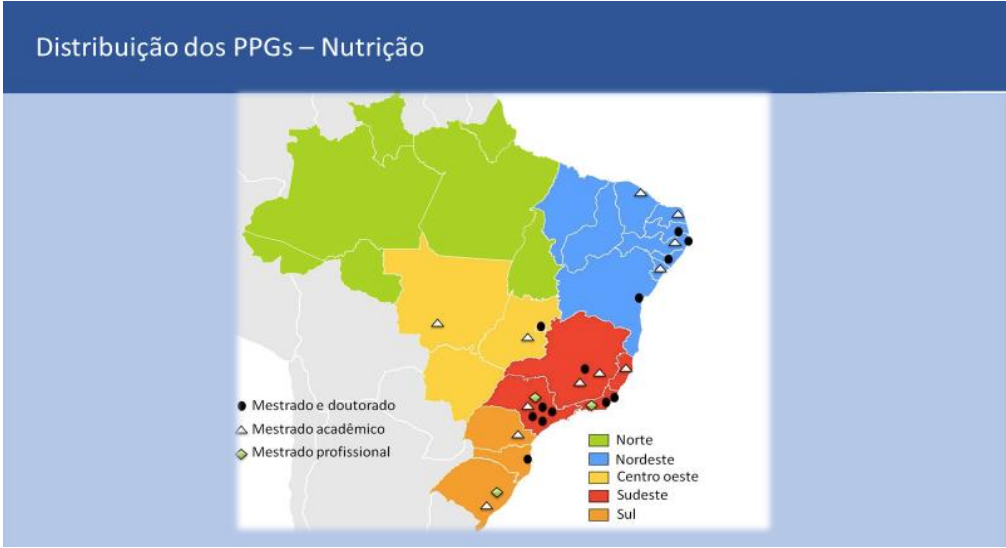 Distribuição dos PPGs – Nutrição
Mestrado e doutorado
Mestrado acadêmico
Mestrado profissional
Norte
Nordeste
Centro oeste
Sudeste
Sul